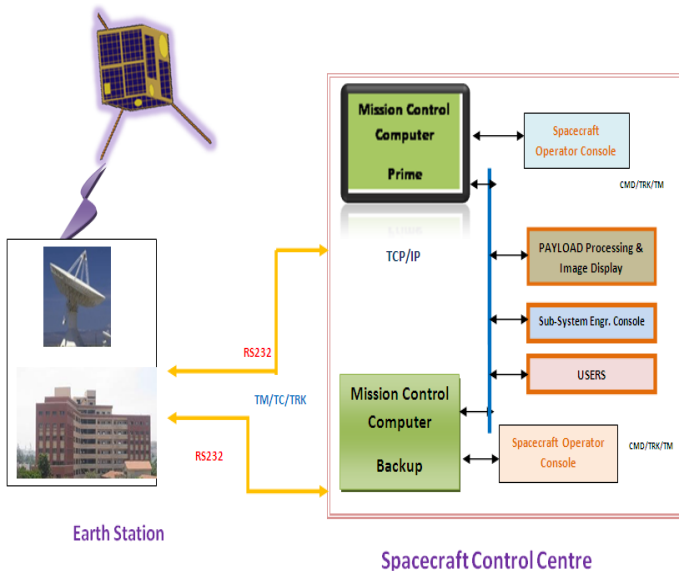 Mission Control
Computer
Prime
Spacecraft
Operator Console
CMD/TRK/TM
TCP/IP
PAYLOAD Processing &
Image Display
Sub-System Engr. Console
USERS
RS232
TM/TC/TRK
RS232
Mission Control
Computer
Backup
Spacecraft Operator
Console
CMD/TRK/TM
Earth Station
Spacecraft Control Centre